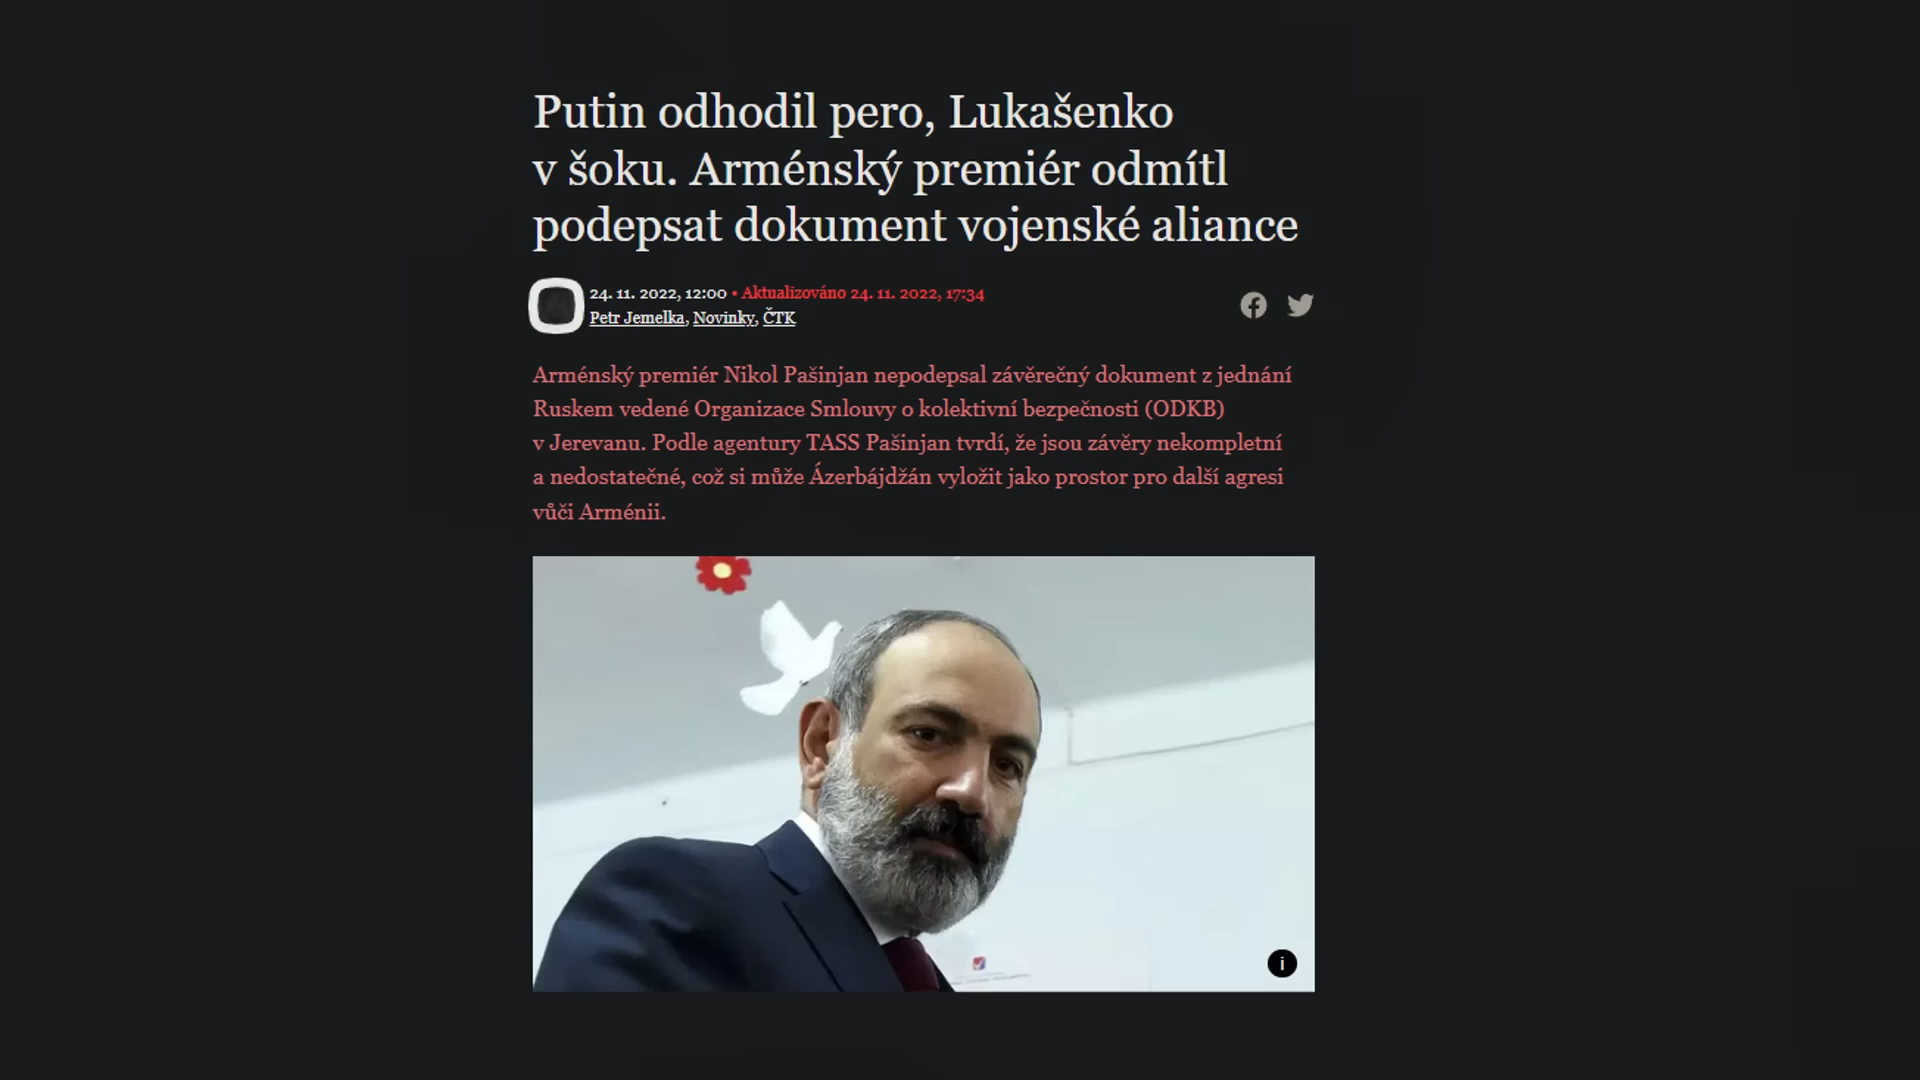 Putin odhodil pero, Lukašenko
v šoku. Arménský premiér odmítl
podepsat dokument vojenské aliance
24. 11. 2022, 12:00 • Aktualizováno 24. 11. 2022, 17:34
Petr Jemelka, Novinky, ČTK
Arménský premiér Nikol Pašinjan nepodepsal závěrečný dokument z jednání
Ruskem vedené Organizace Smlouvy o kolektivní bezpečnosti (ODKB)
v Jerevanu. Podle agentury TASS Pašinjan tvrdí, že jsou závěry nekompletní
a nedostatečné, což si může Ázerbájdžán vyložit jako prostor pro další agresi
vůči Arménii.
i